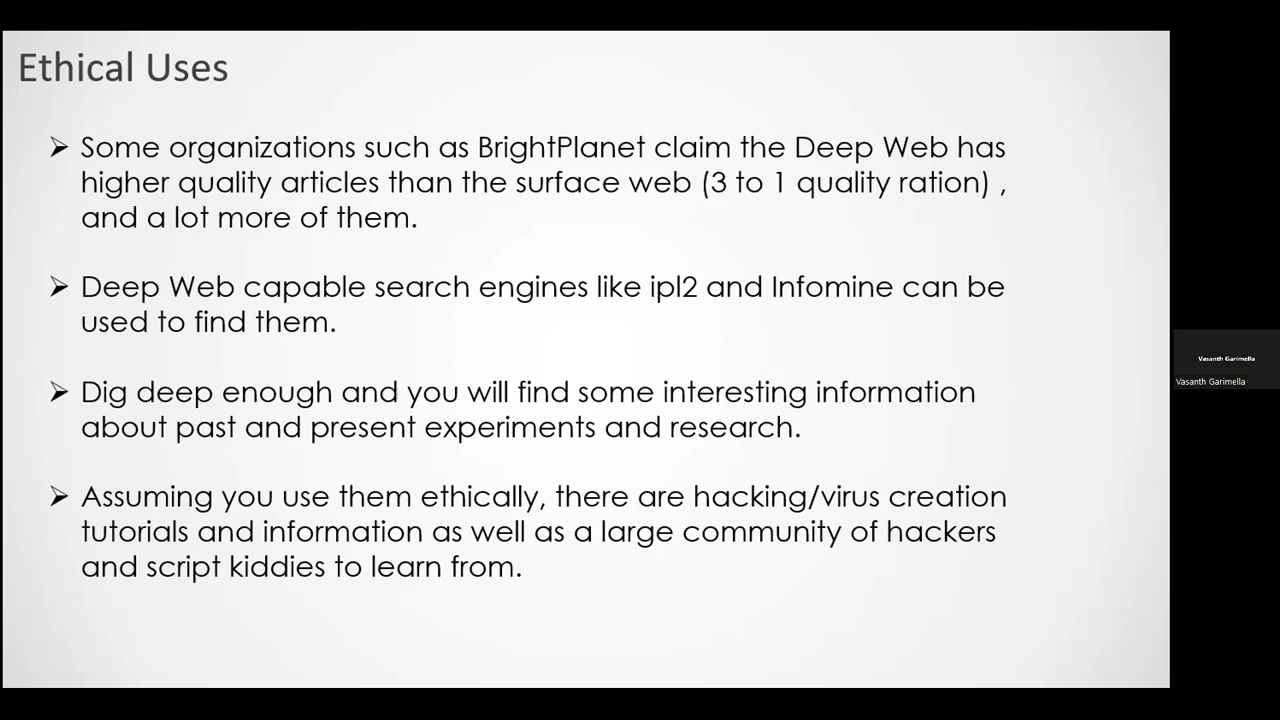 Ethical Uses
Some organizations such as BrightPlanet claim the Deep Web has
higher quality articles than the surface web (3 to 1 quality ration) ,
and a lot more of them.
Deep Web capable search engines like ipl2 and Infomine can be
used to find them.
Dig deep enough and you will find some interesting information
about past and present experiments and research.
Assuming you use them ethically, there are hacking/virus creation
tutorials and information as well as a large community of hackers
and script kiddies to learn from.
Vasanth Garimella
Vasanth Garimella